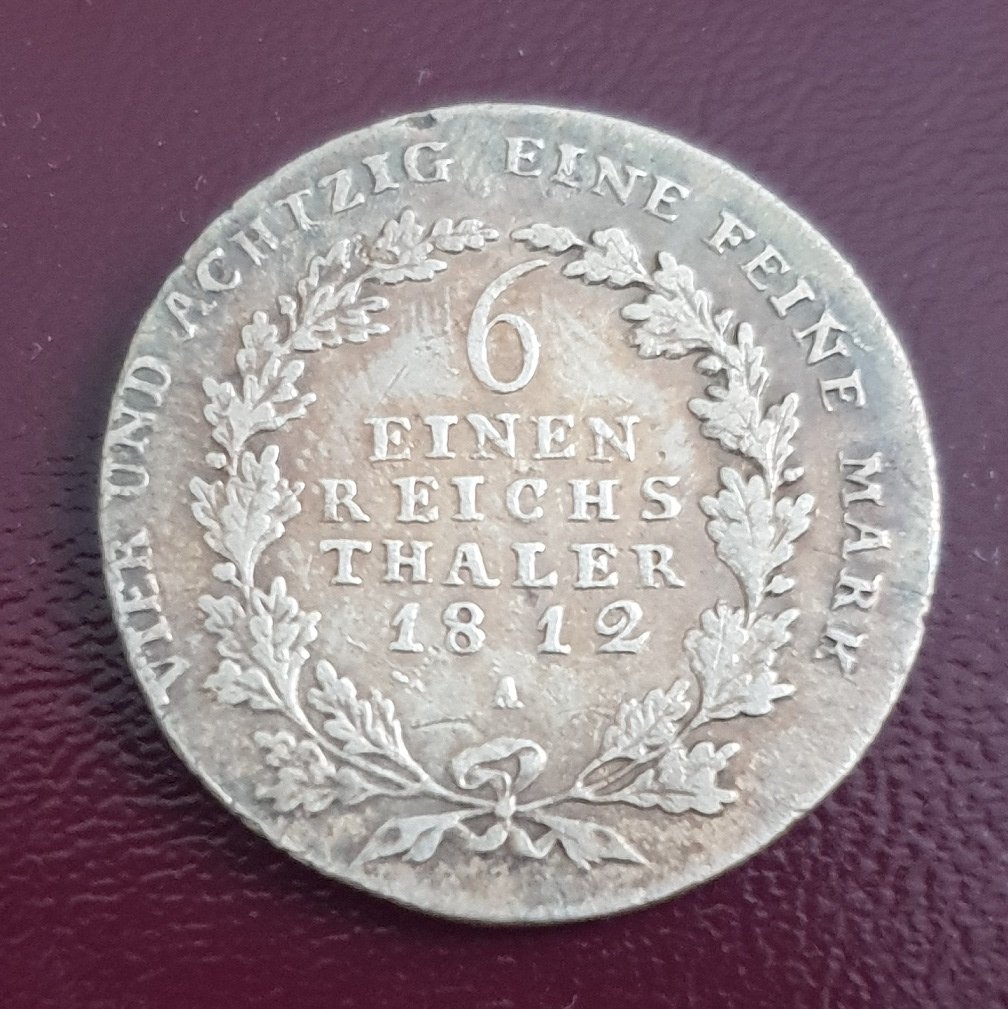 VIER UND ACHTZIG EINE FEINE MARK
6
EINEN
REICHS
THALER
1812
A